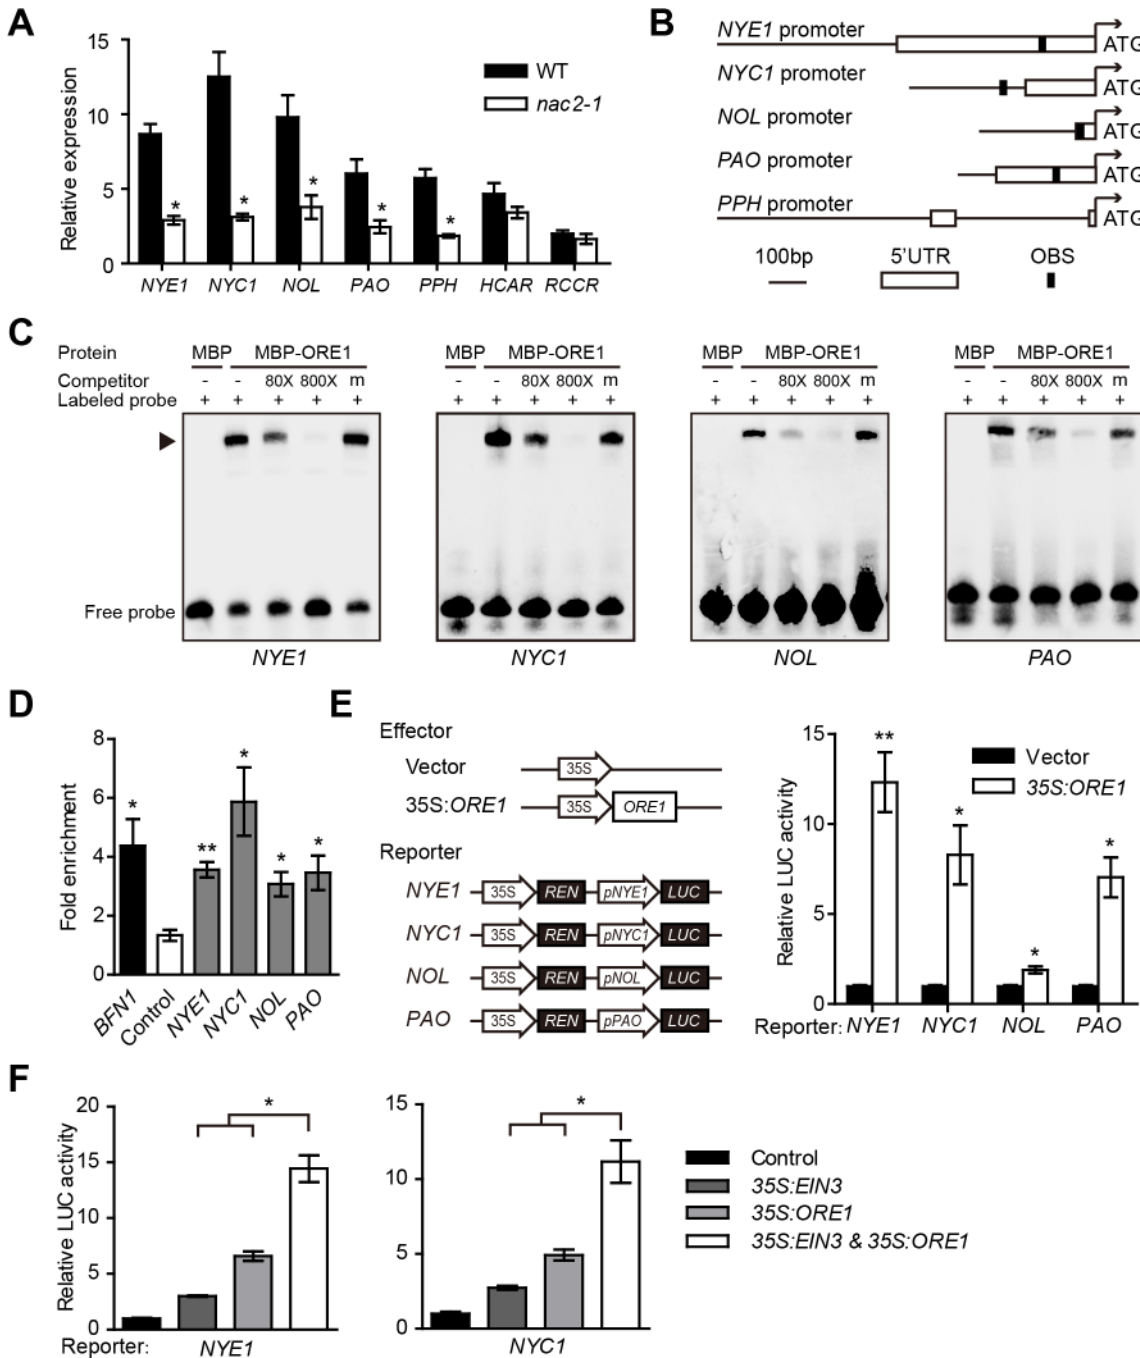 A
15
10
5
0
Relative expression
WT
nac2-1
*
*
*
*
*
NYE1 NYC1 NOL PAO PPH HCAR RCCR
B
NYE1 promoter
ATG
NYC1 promoter
ATG
NOL promoter
ATG
PAO promoter
ATG
PPH promoter
ATG
100bp 5'UTR OBS
C
Protein MBP MBP-ORE1 MBP MBP-ORE1 MBP MBP-ORE1 MBP MBP-ORE1
Competitor - - 80X 800X m - - 80X 800X m - - 80X 800X m - - 80X 800X m
Labeled probe + + + + + + + + + + + + + + + + + + + +
Free probe
NYE1 NYC1 NOL PAO
D
8
6
4
2
0
Fold enrichment
* ** * * *
BFN1 Control NYE1 NYC1 NOL PAO
E
Effector
Vector 35S
35S:ORE1 35S ORE1
Reporter
NYE1 35S REN pNYE1 LUC
NYC1 35S REN pNYC1 LUC
NOL 35S REN pNOL LUC
PAO 35S REN pPAO LUC
15
10
5
0
Relative LUC activity
Vector
35S:ORE1
** * * *
Reporter: NYE1 NYC1 NOL PAO
F
20
15
10
5
0
Relative LUC activity
*
Reporter: NYE1
15
10
5
0
*
NYC1
Control
35S:EIN3
35S:ORE1
35S:EIN3 & 35S:ORE1